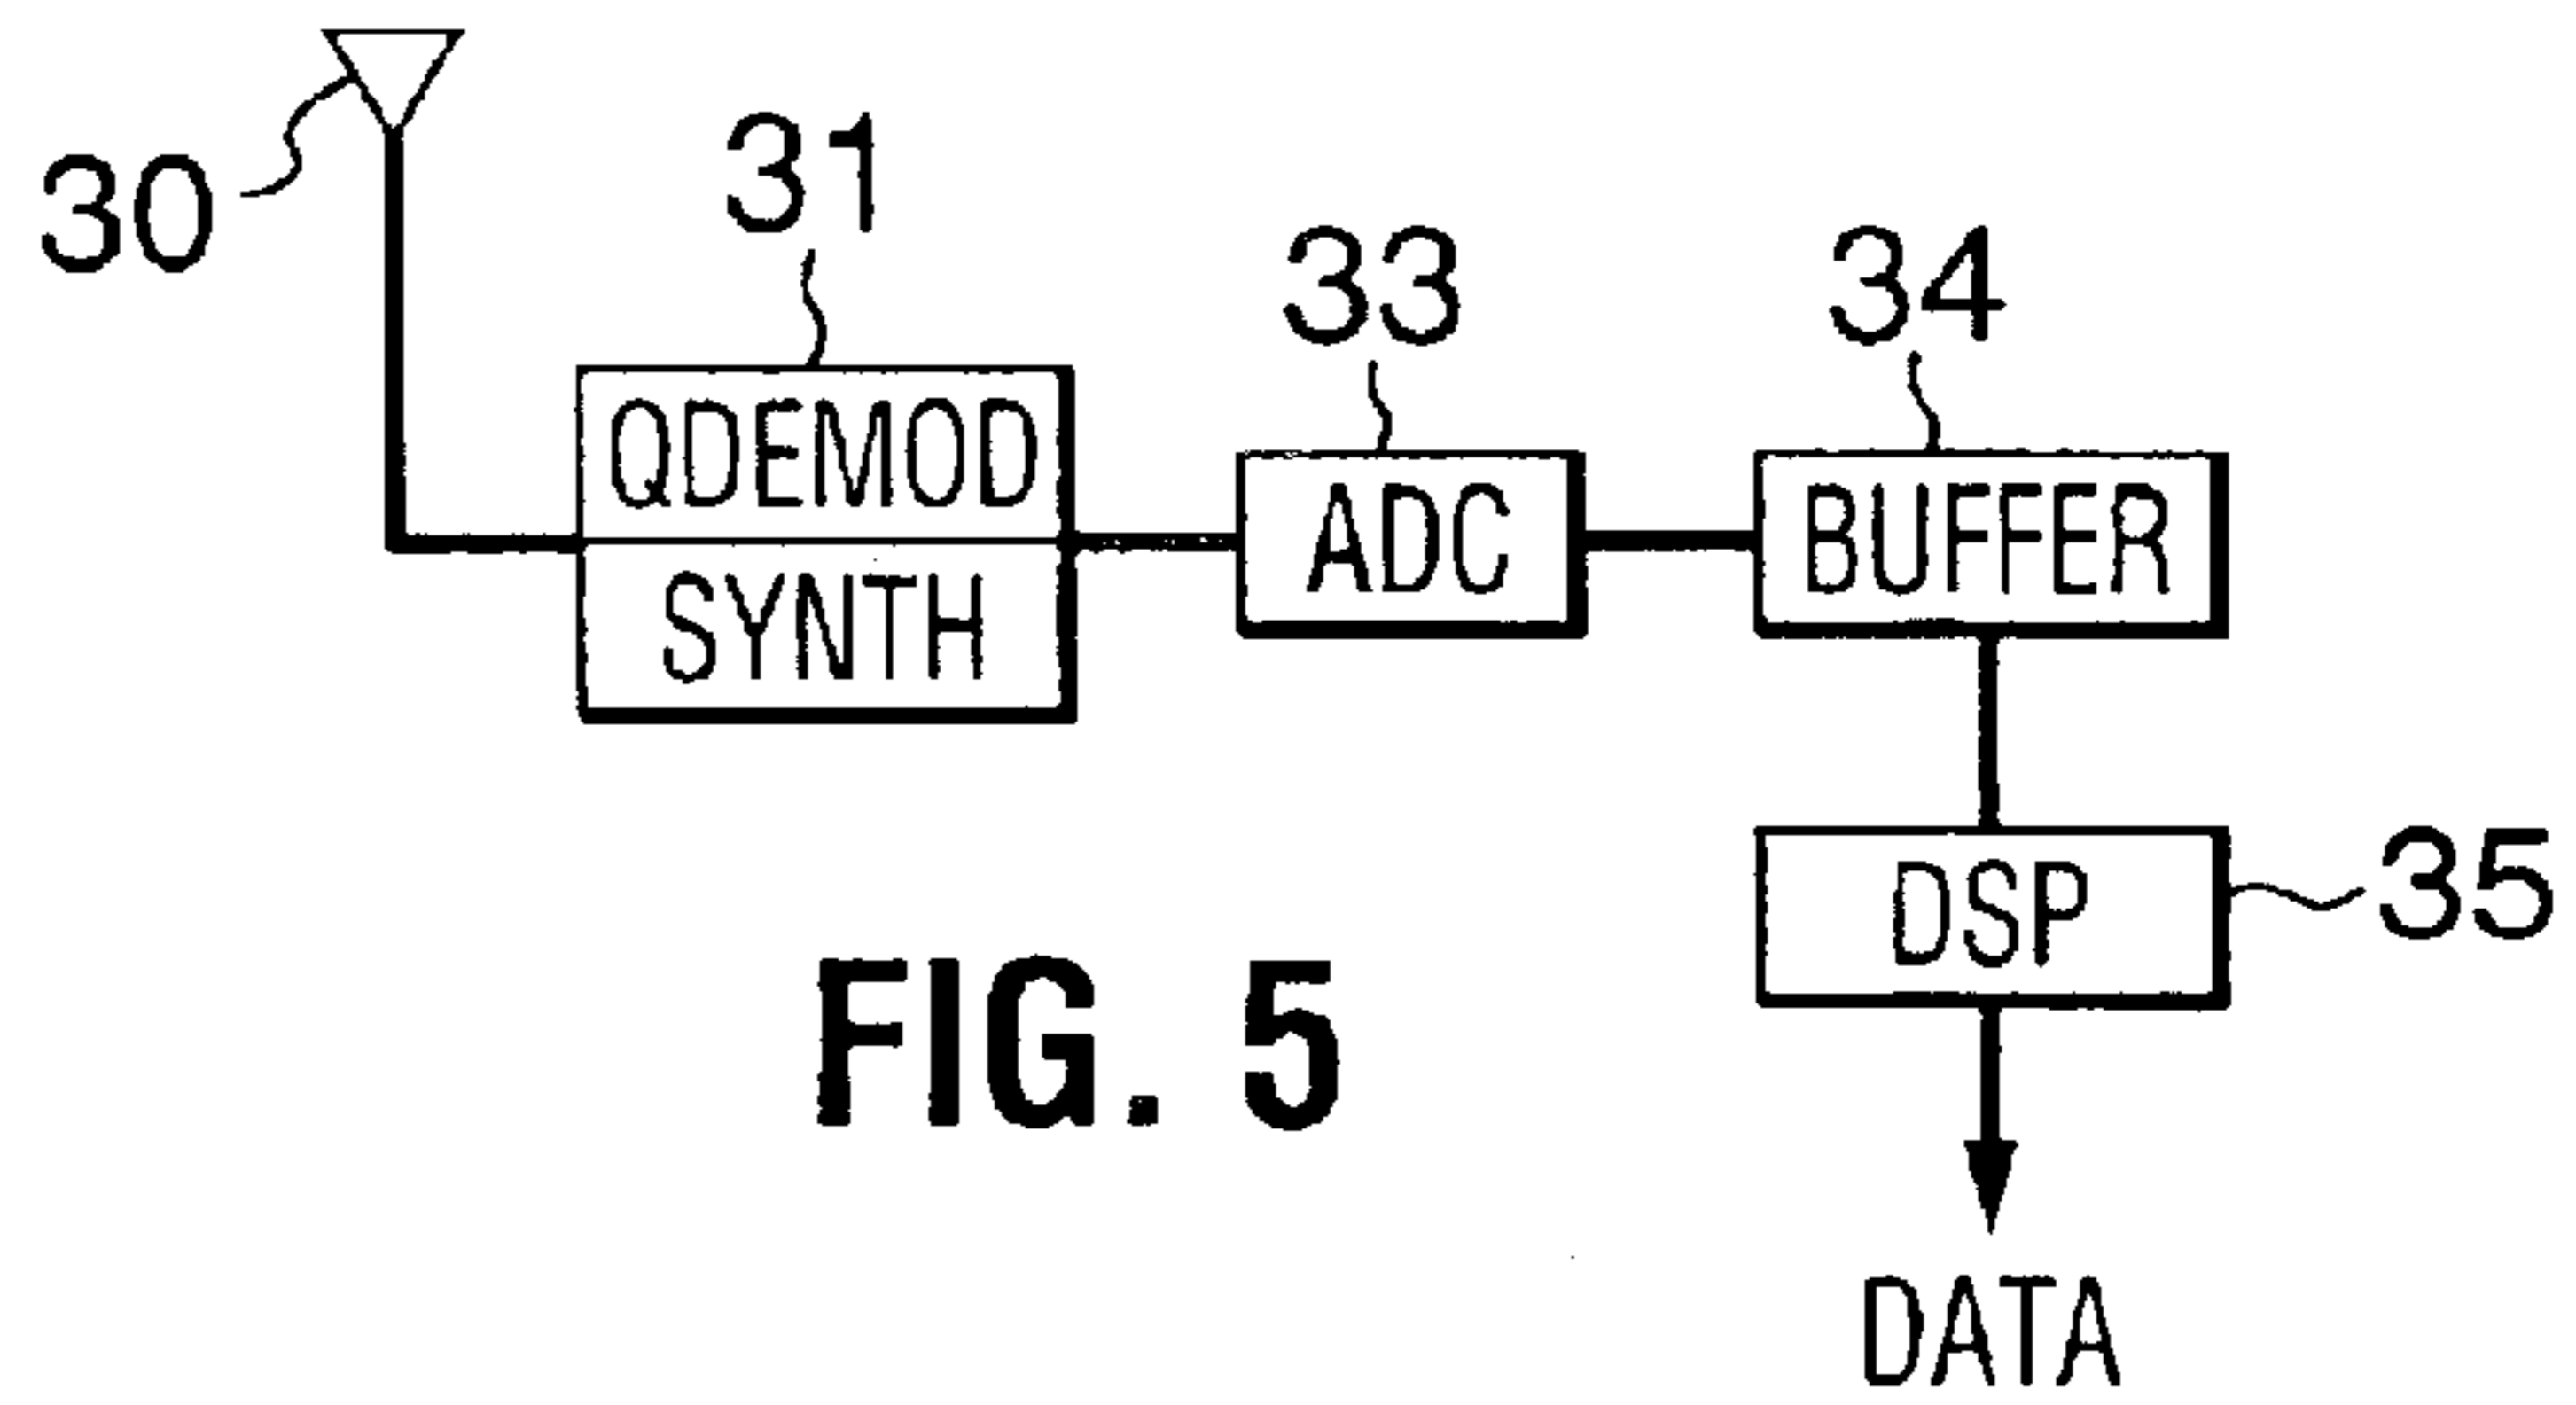 30
31
33
34
QDEMOD
SYNTH
ADC
BUFFER
DSP
35
FIG. 5
DATA